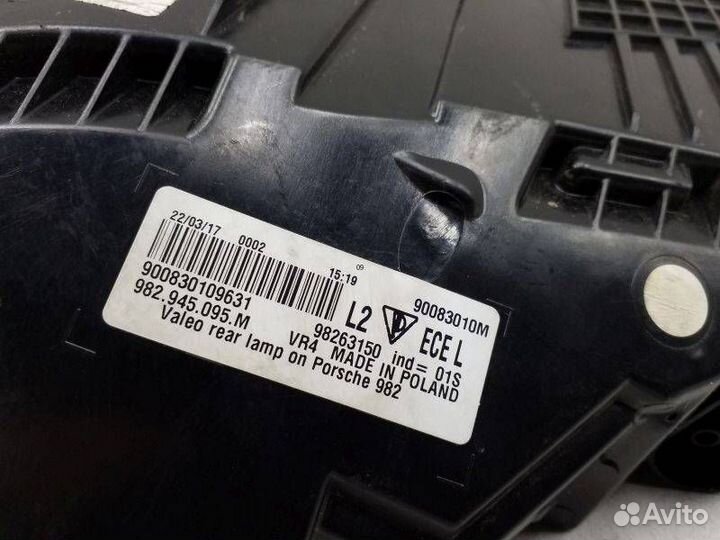 22/03/17 0002 15:19 09
900830109631 L2 90083010M
982.945.095.M 98263150 ind= 01S ECE L
VR4 MADE IN POLAND
Valeo rear lamp on Porsche 982
Avito